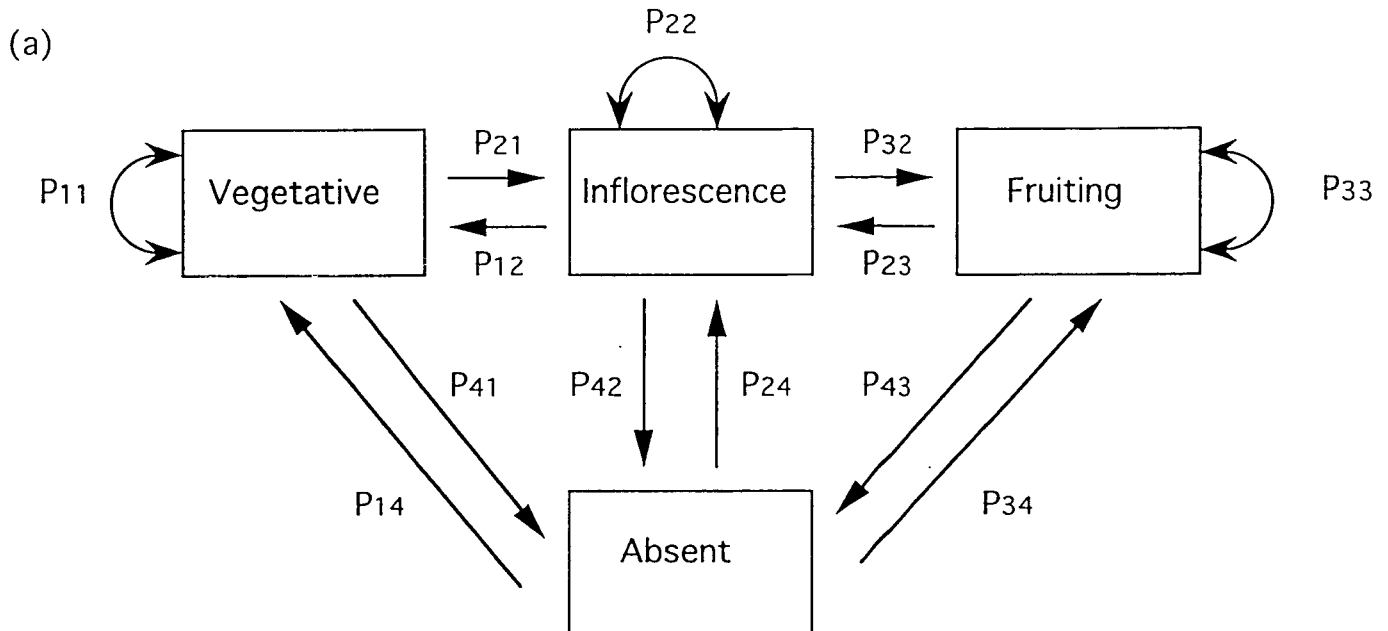 (a)
P22
P21
P32
P11
Vegetative
Inflorescence
Fruiting
P33
P12
P23
P41
P42
P24
P43
P14
P34
Absent